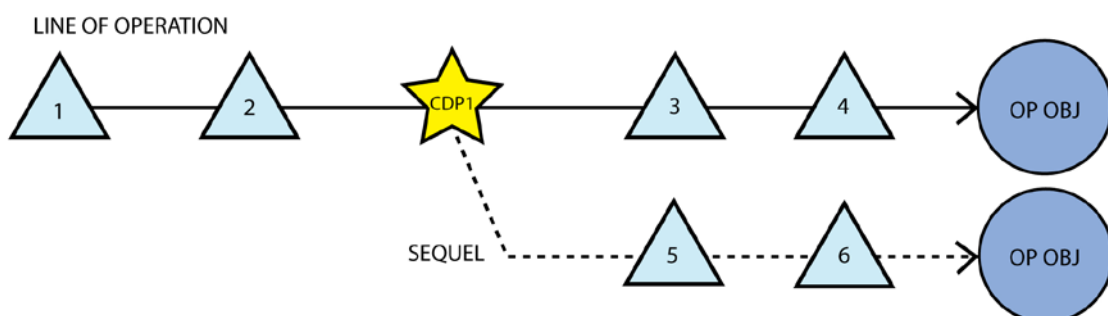 LINE OF OPERATION
1 2 CDP1 3 4 OP OBJ
SEQUEL 5 6 OP OBJ